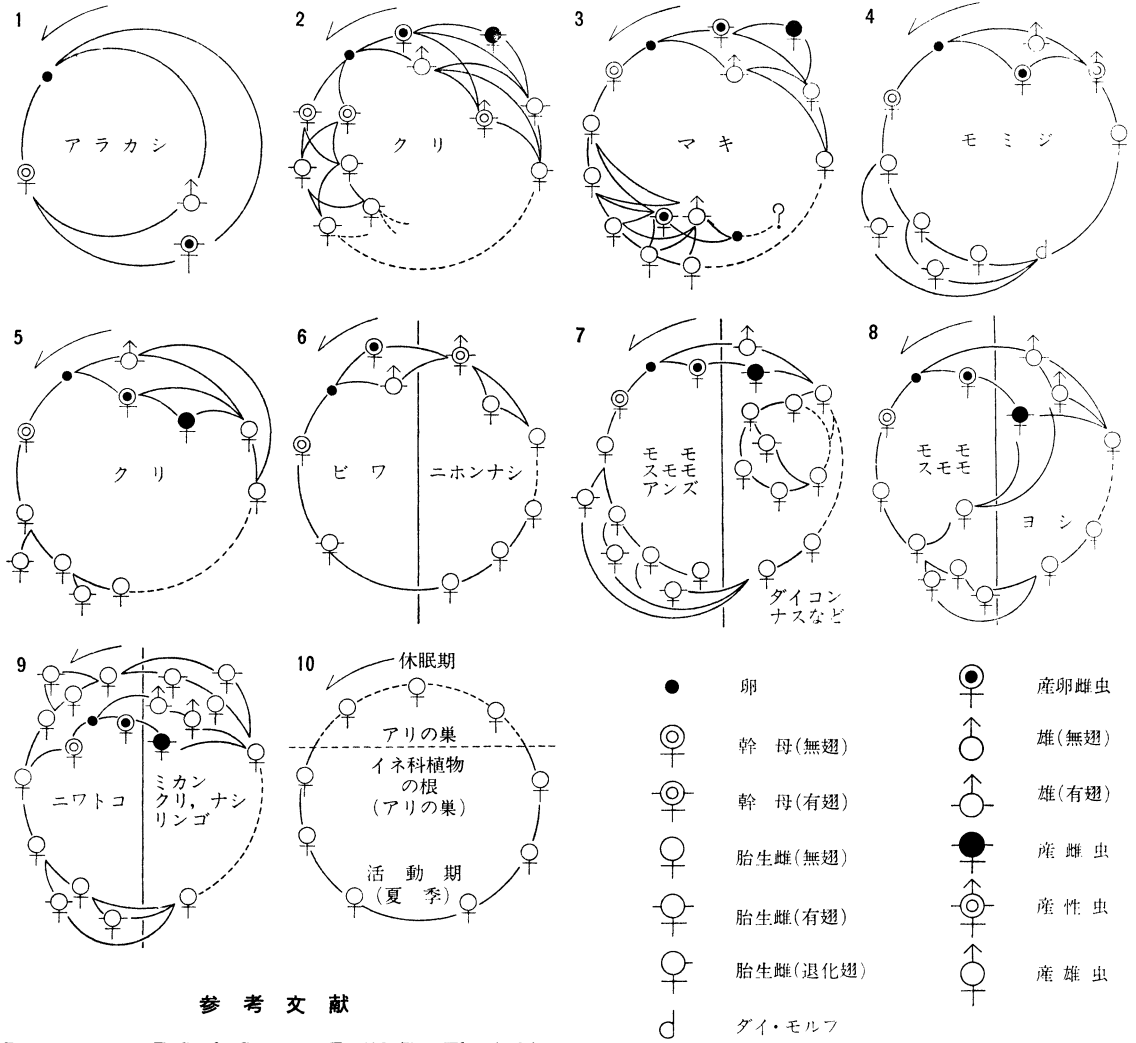 1
アラカシ
2
クリ
3
マキ
?
4
モミジ
5
クリ
6
ビワ
ニホンナシ
7
モモ
スモモ
アンズ
ダイコン
ナスなど
8
モモ
スモモ
ヨシ
9
ニワトコ
ミカン
クリ,ナシ
リンゴ
10
休眠期
アリの巣
イネ科植物
の根
(アリの巣)
活動期
(夏季)
卵
幹母(無翅)
幹母(有翅)
胎生雌(無翅)
胎生雌(有翅)
胎生雌(退化翅)
ダイ・モルフ
産卵雌虫
雄(無翅)
雄(有翅)
産雌虫
産性虫
産雄虫
参考文献